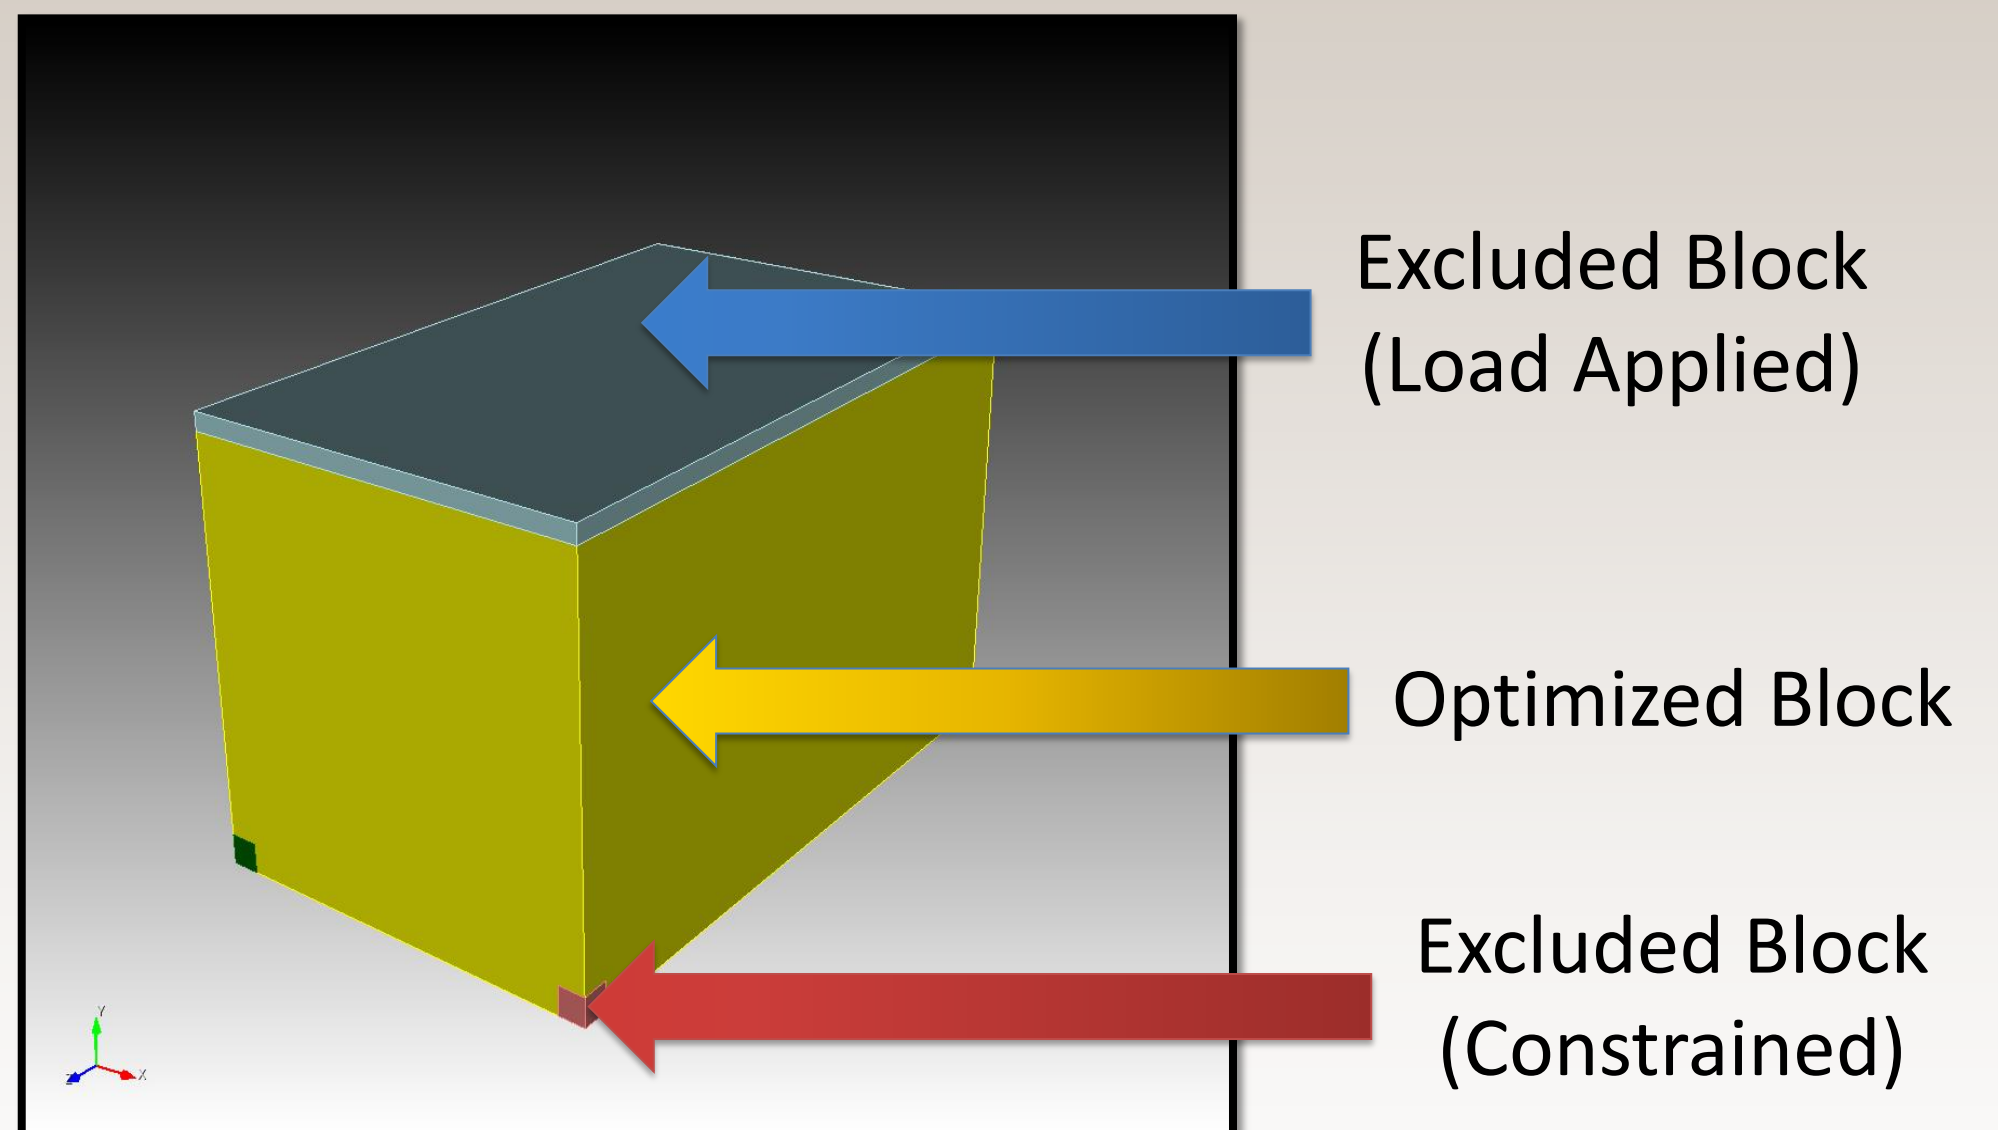 Excluded Block
(Load Applied)
Optimized Block
Excluded Block
(Constrained)
Y
Z
X